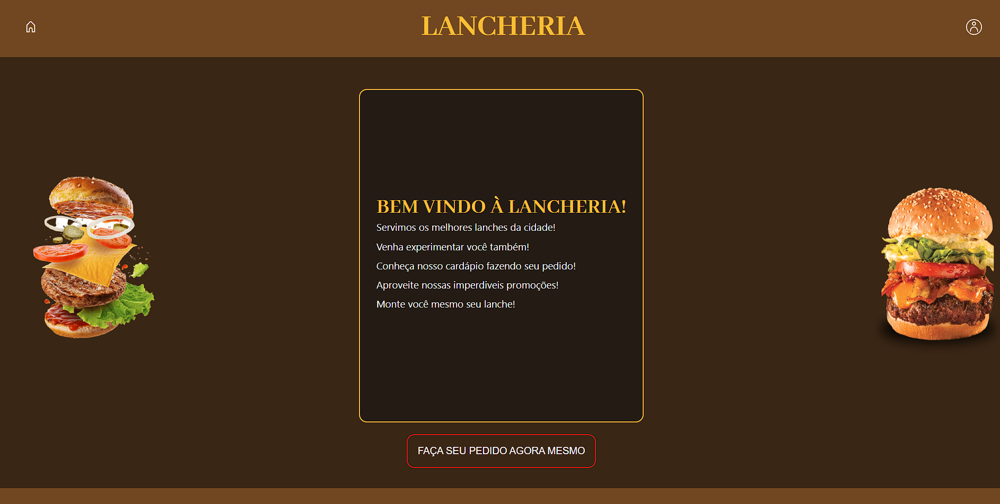 LANCHERIA
BEM VINDO À LANCHERIA!
Servimos os melhores lanches da cidade!
Venha experimentar você também!
Conheça nosso cardápio fazendo seu pedido!
Aproveite nossas imperdiveis promoções!
Monte você mesmo seu lanche!
FAÇA SEU PEDIDO AGORA MESMO